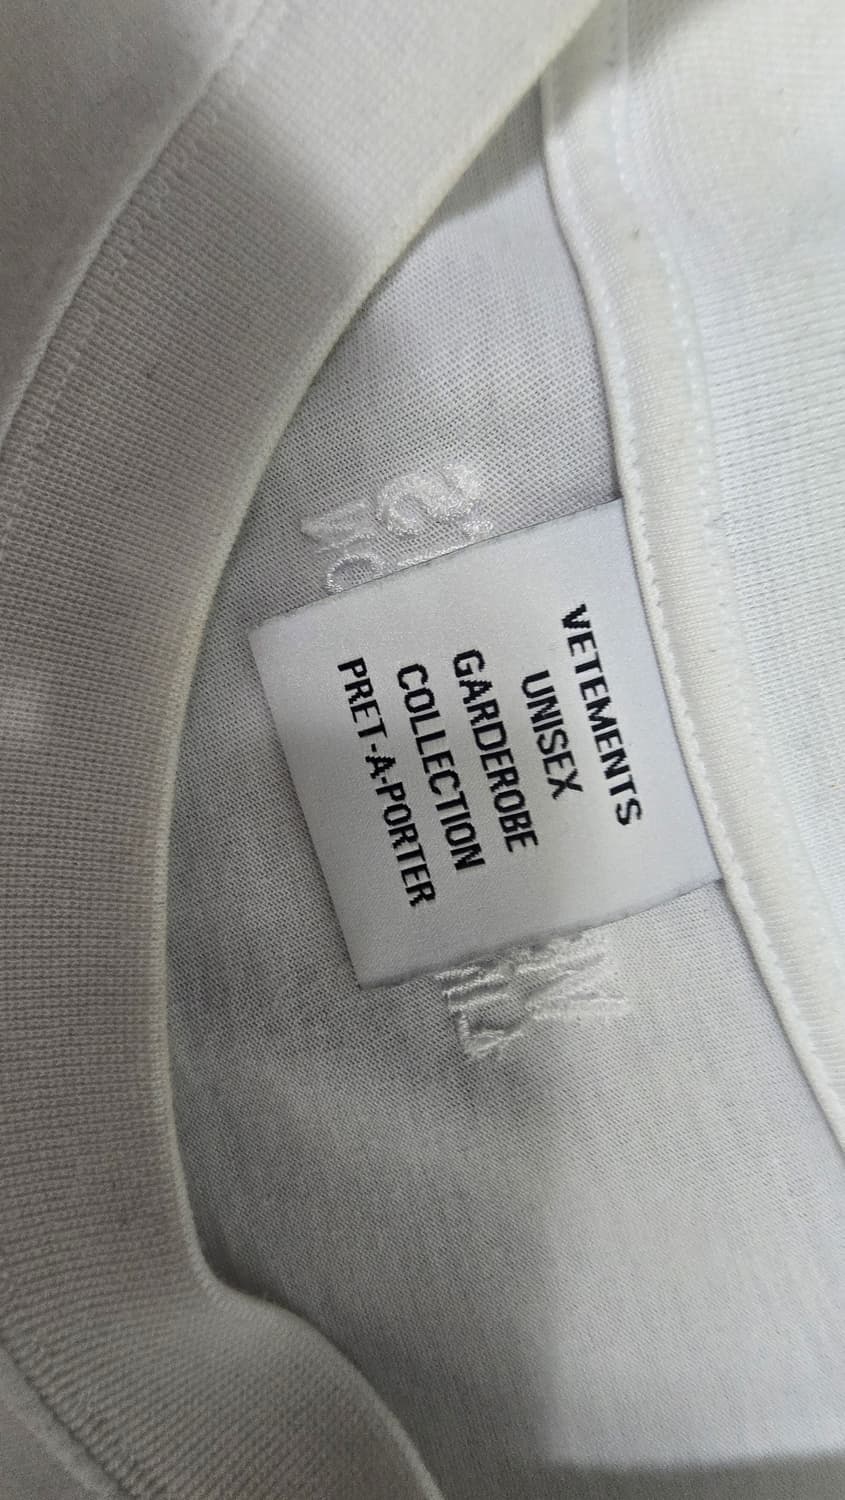 VETEMENTS
UNISEX
GARDEROBE
COLLECTION
PRET-A-PORTER